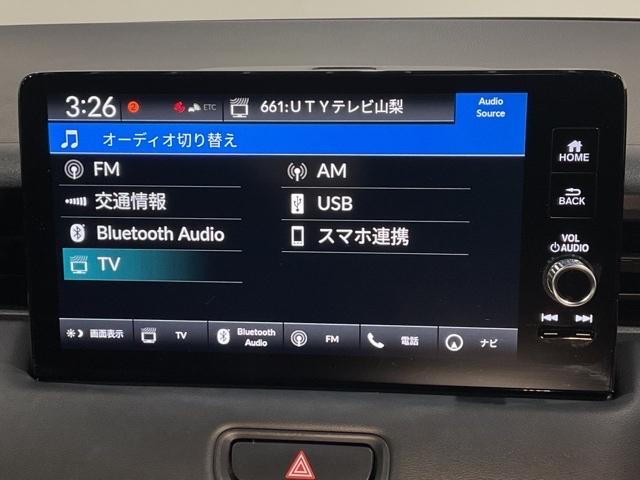 3:26 2 ETC 661:UTYテレビ山梨 Audio Source
オーディオ切り替え
FM
AM
交通情報
USB
Bluetooth Audio
スマホ連携
TV
画面表示 TV Bluetooth Audio FM 電話 ナビ
HOME
BACK
VOL
AUDIO